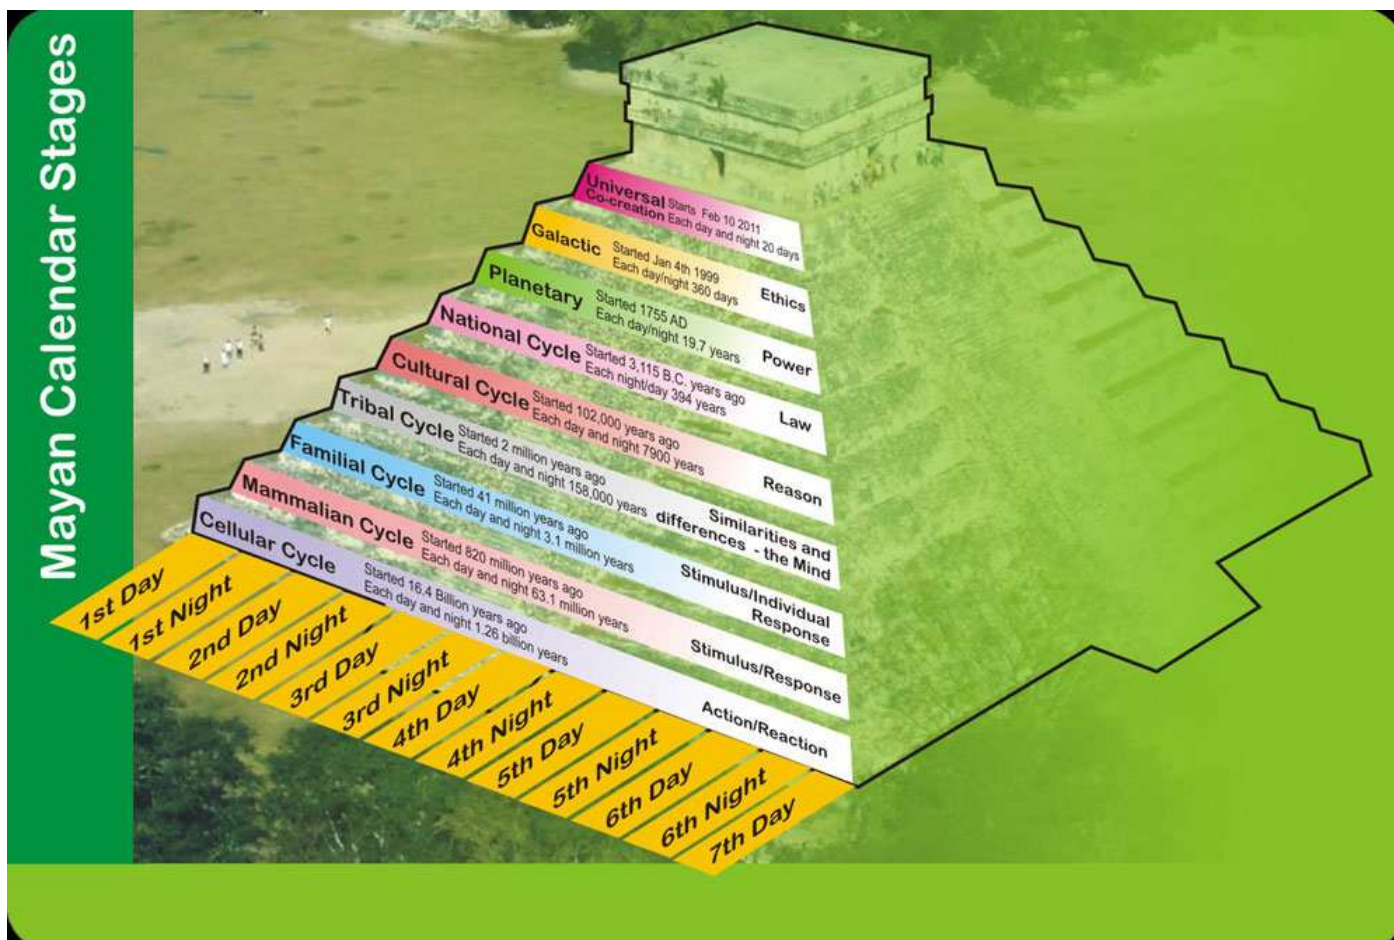 Mayan Calendar Stages
Universal
Co-creation
Starts Feb 10 2011
Each day and night 20 days
Galactic
Started Jan 4th 1999
Each day/night 360 days
Ethics
Planetary
Started 1755 AD
Each day/night 19.7 years
Power
National Cycle
Started 3,115 B.C. years ago
Each night/day 394 years
Law
Cultural Cycle
Started 102,000 years ago
Each day and night 7900 years
Reason
Tribal Cycle
Started 2 million years ago
Each day and night 158,000 years
Similarities and
differences - the Mind
Familial Cycle
Started 41 million years ago
Each day and night 3.1 million years
Stimulus/Individual
Response
Mammalian Cycle
Started 820 million years ago
Each day and night 63.1 million years
Stimulus/Response
Cellular Cycle
Started 16.4 Billion years ago
Each day and night 1.26 billion years
Action/Reaction
1st Day
1st Night
2nd Day
2nd Night
3rd Day
3rd Night
4th Day
4th Night
5th Day
5th Night
6th Day
6th Night
7th Day